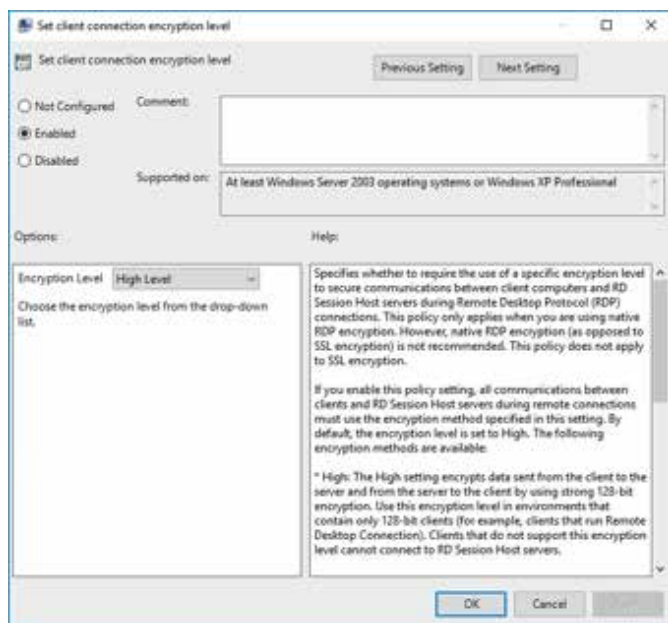 Set client connection encryption level
Set client connection encryption level
Previous Setting
Next Setting
Not Configured
Enabled
Disabled
Comment:
Supported on:
At least Windows Server 2003 operating systems or Windows XP Professional
Options:
Help:
Encryption Level
High Level
Choose the encryption level from the drop-down
list.
Specifies whether to require the use of a specific encryption level
to secure communications between client computers and RD
Session Host servers during Remote Desktop Protocol (RDP)
connections. This policy only applies when you are using native
RDP encryption. However, native RDP encryption (as opposed to
SSL encryption) is not recommended. This policy does not apply
to SSL encryption.
If you enable this policy setting, all communications between
clients and RD Session Host servers during remote connections
must use the encryption method specified in this setting. By
default, the encryption level is set to High. The following
encryption methods are available:
* High: The High setting encrypts data sent from the client to the
server and from the server to the client by using strong 128-bit
encryption. Use this encryption level in environments that
contain only 128-bit clients (for example, clients that run Remote
Desktop Connection). Clients that do not support this encryption
level cannot connect to RD Session Host servers.
OK
Cancel